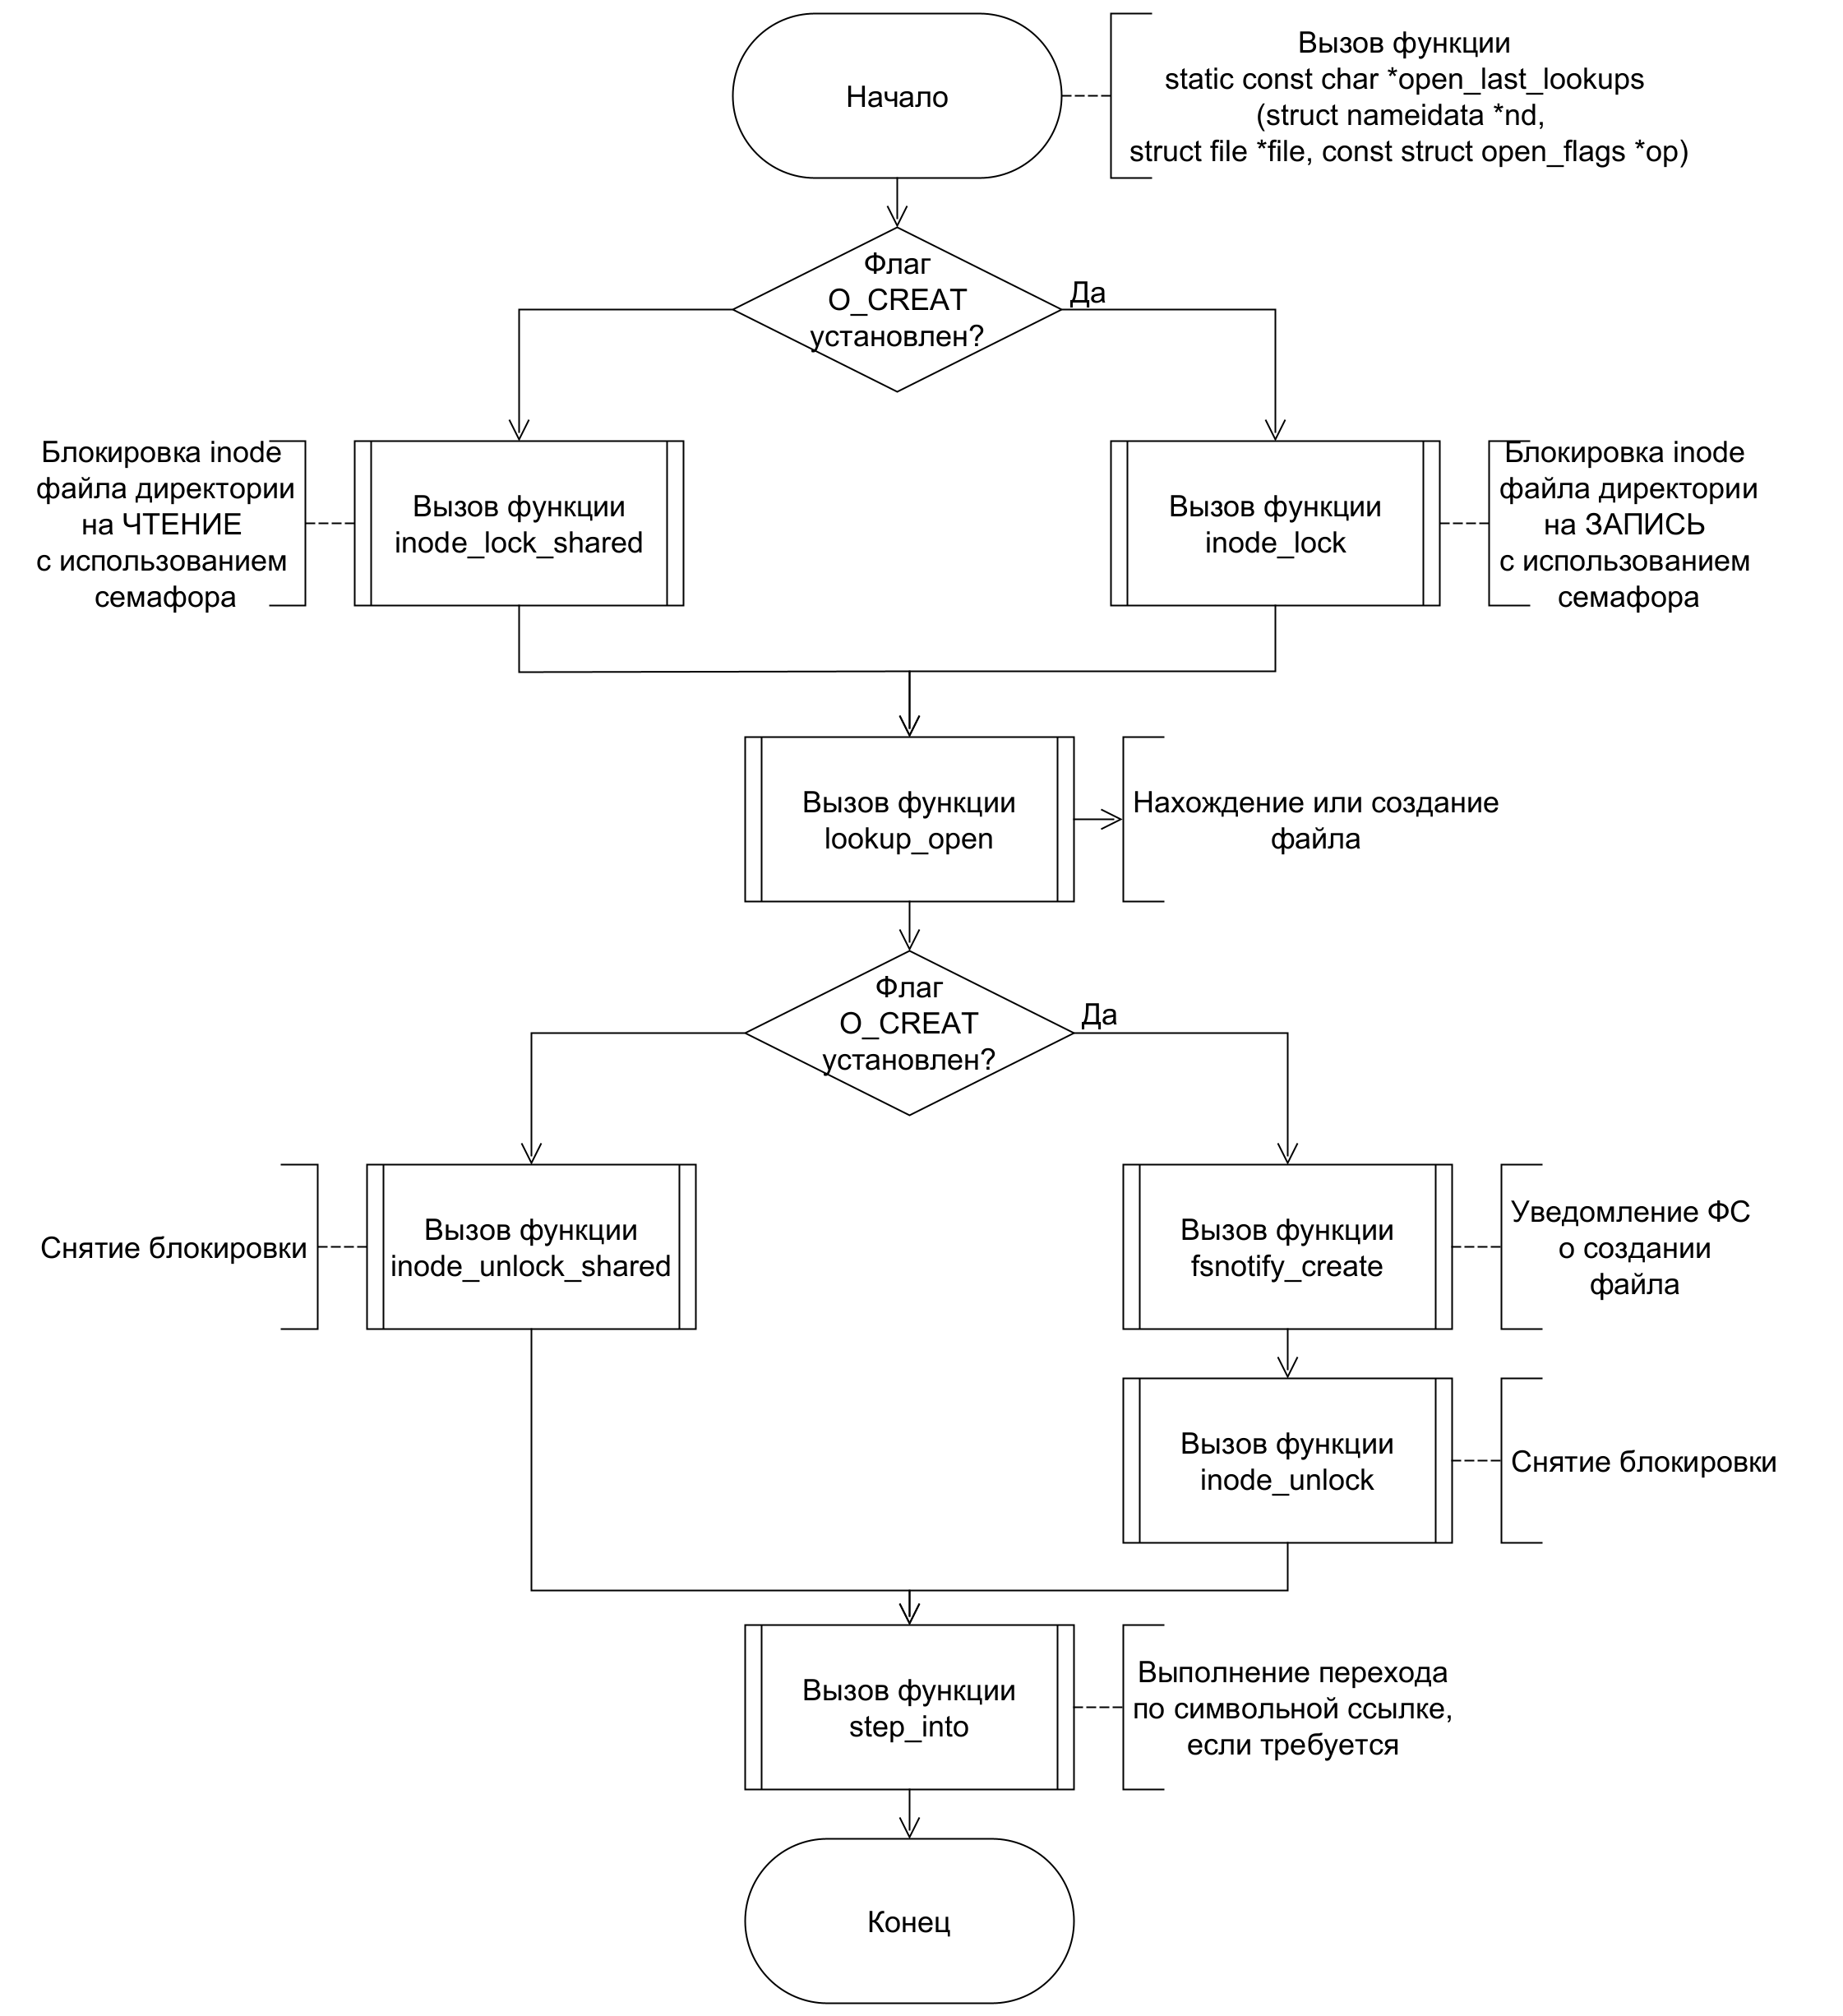 Начало
Вызов функции
static const char *open_last_lookups
(struct nameidata *nd,
struct file *file, const struct open_flags *op)
Флаг
O_CREAT
установлен?
Да
Блокировка inode
файла директории
на ЧТЕНИЕ
с использованием
семафора
Вызов функции
inode_lock_shared
Вызов функции
inode_lock
Блокировка inode
файла директории
на ЗАПИСЬ
с использованием
семафора
Вызов функции
lookup_open
Нахождение или создание
файла
Флаг
O_CREAT
установлен?
Да
Снятие блокировки
Вызов функции
inode_unlock_shared
Вызов функции
fsnotify_create
Уведомление ФС
о создании
файла
Вызов функции
inode_unlock
Снятие блокировки
Вызов функции
step_into
Выполнение перехода
по символьной ссылке,
если требуется
Конец